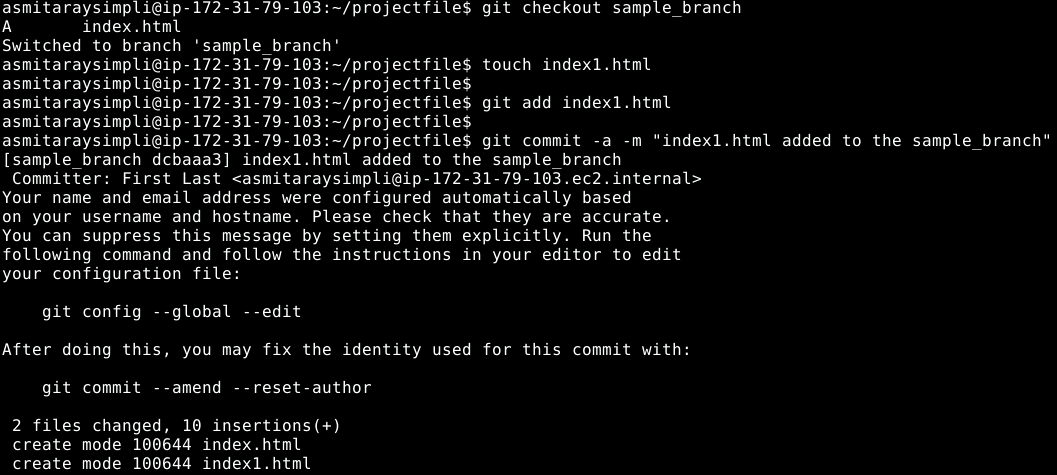 asmitaraysimpli@ip-172-31-79-103:~/projectfile$ git checkout sample_branch
A       index.html
Switched to branch 'sample_branch'
asmitaraysimpli@ip-172-31-79-103:~/projectfile$ touch index1.html
asmitaraysimpli@ip-172-31-79-103:~/projectfile$
asmitaraysimpli@ip-172-31-79-103:~/projectfile$ git add index1.html
asmitaraysimpli@ip-172-31-79-103:~/projectfile$
asmitaraysimpli@ip-172-31-79-103:~/projectfile$ git commit -a -m "index1.html added to the sample_branch"
[sample_branch dcbaaa3] index1.html added to the sample_branch
 Committer: First Last <asmitaraysimpli@ip-172-31-79-103.ec2.internal>
Your name and email address were configured automatically based
on your username and hostname. Please check that they are accurate.
You can suppress this message by setting them explicitly. Run the
following command and follow the instructions in your editor to edit
your configuration file:

    git config --global --edit

After doing this, you may fix the identity used for this commit with:

    git commit --amend --reset-author

 2 files changed, 10 insertions(+)
 create mode 100644 index.html
 create mode 100644 index1.html